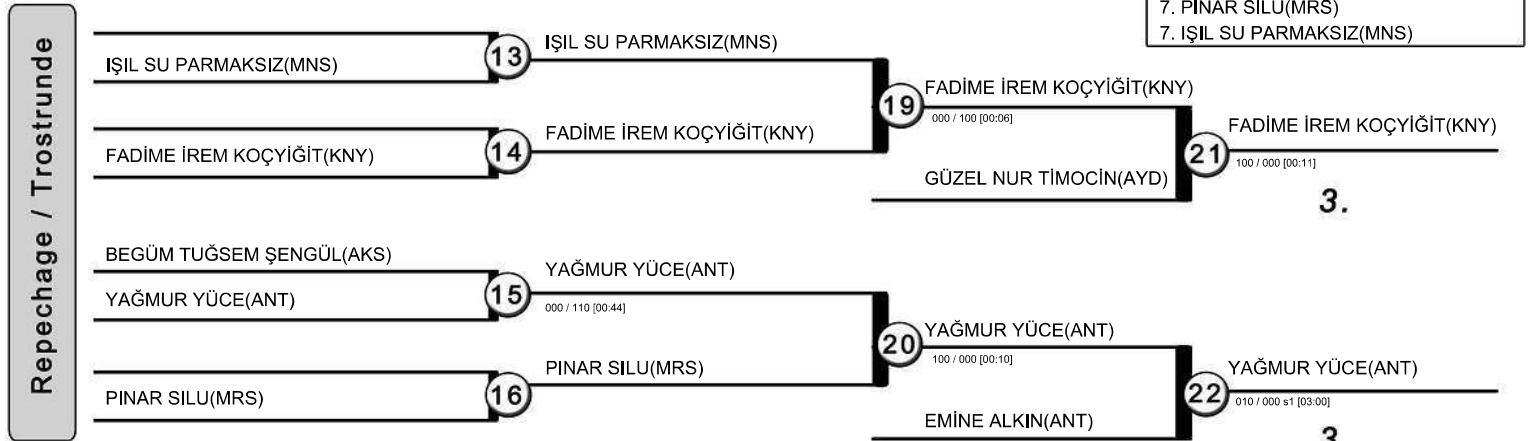 Repechage / Trostrunde
7. PINAR SILU(MRS)
7. IŞIL SU PARMAKSIZ(MNS)
IŞIL SU PARMAKSIZ(MNS)
13
IŞIL SU PARMAKSIZ(MNS)
FADİME İREM KOÇYİĞİT(KNY)
14
FADİME İREM KOÇYİĞİT(KNY)
19
FADİME İREM KOÇYİĞİT(KNY)
000 / 100 [00:06]
GÜZEL NUR TİMOCİN(AYD)
21
FADİME İREM KOÇYİĞİT(KNY)
100 / 000 [00:11]
3.
BEGÜM TUĞSEM ŞENGÜL(AKS)
YAĞMUR YÜCE(ANT)
15
YAĞMUR YÜCE(ANT)
000 / 110 [00:44]
PINAR SILU(MRS)
16
PINAR SILU(MRS)
20
YAĞMUR YÜCE(ANT)
100 / 000 [00:10]
EMİNE ALKIN(ANT)
22
YAĞMUR YÜCE(ANT)
010 / 000 s1 [03:00]
3